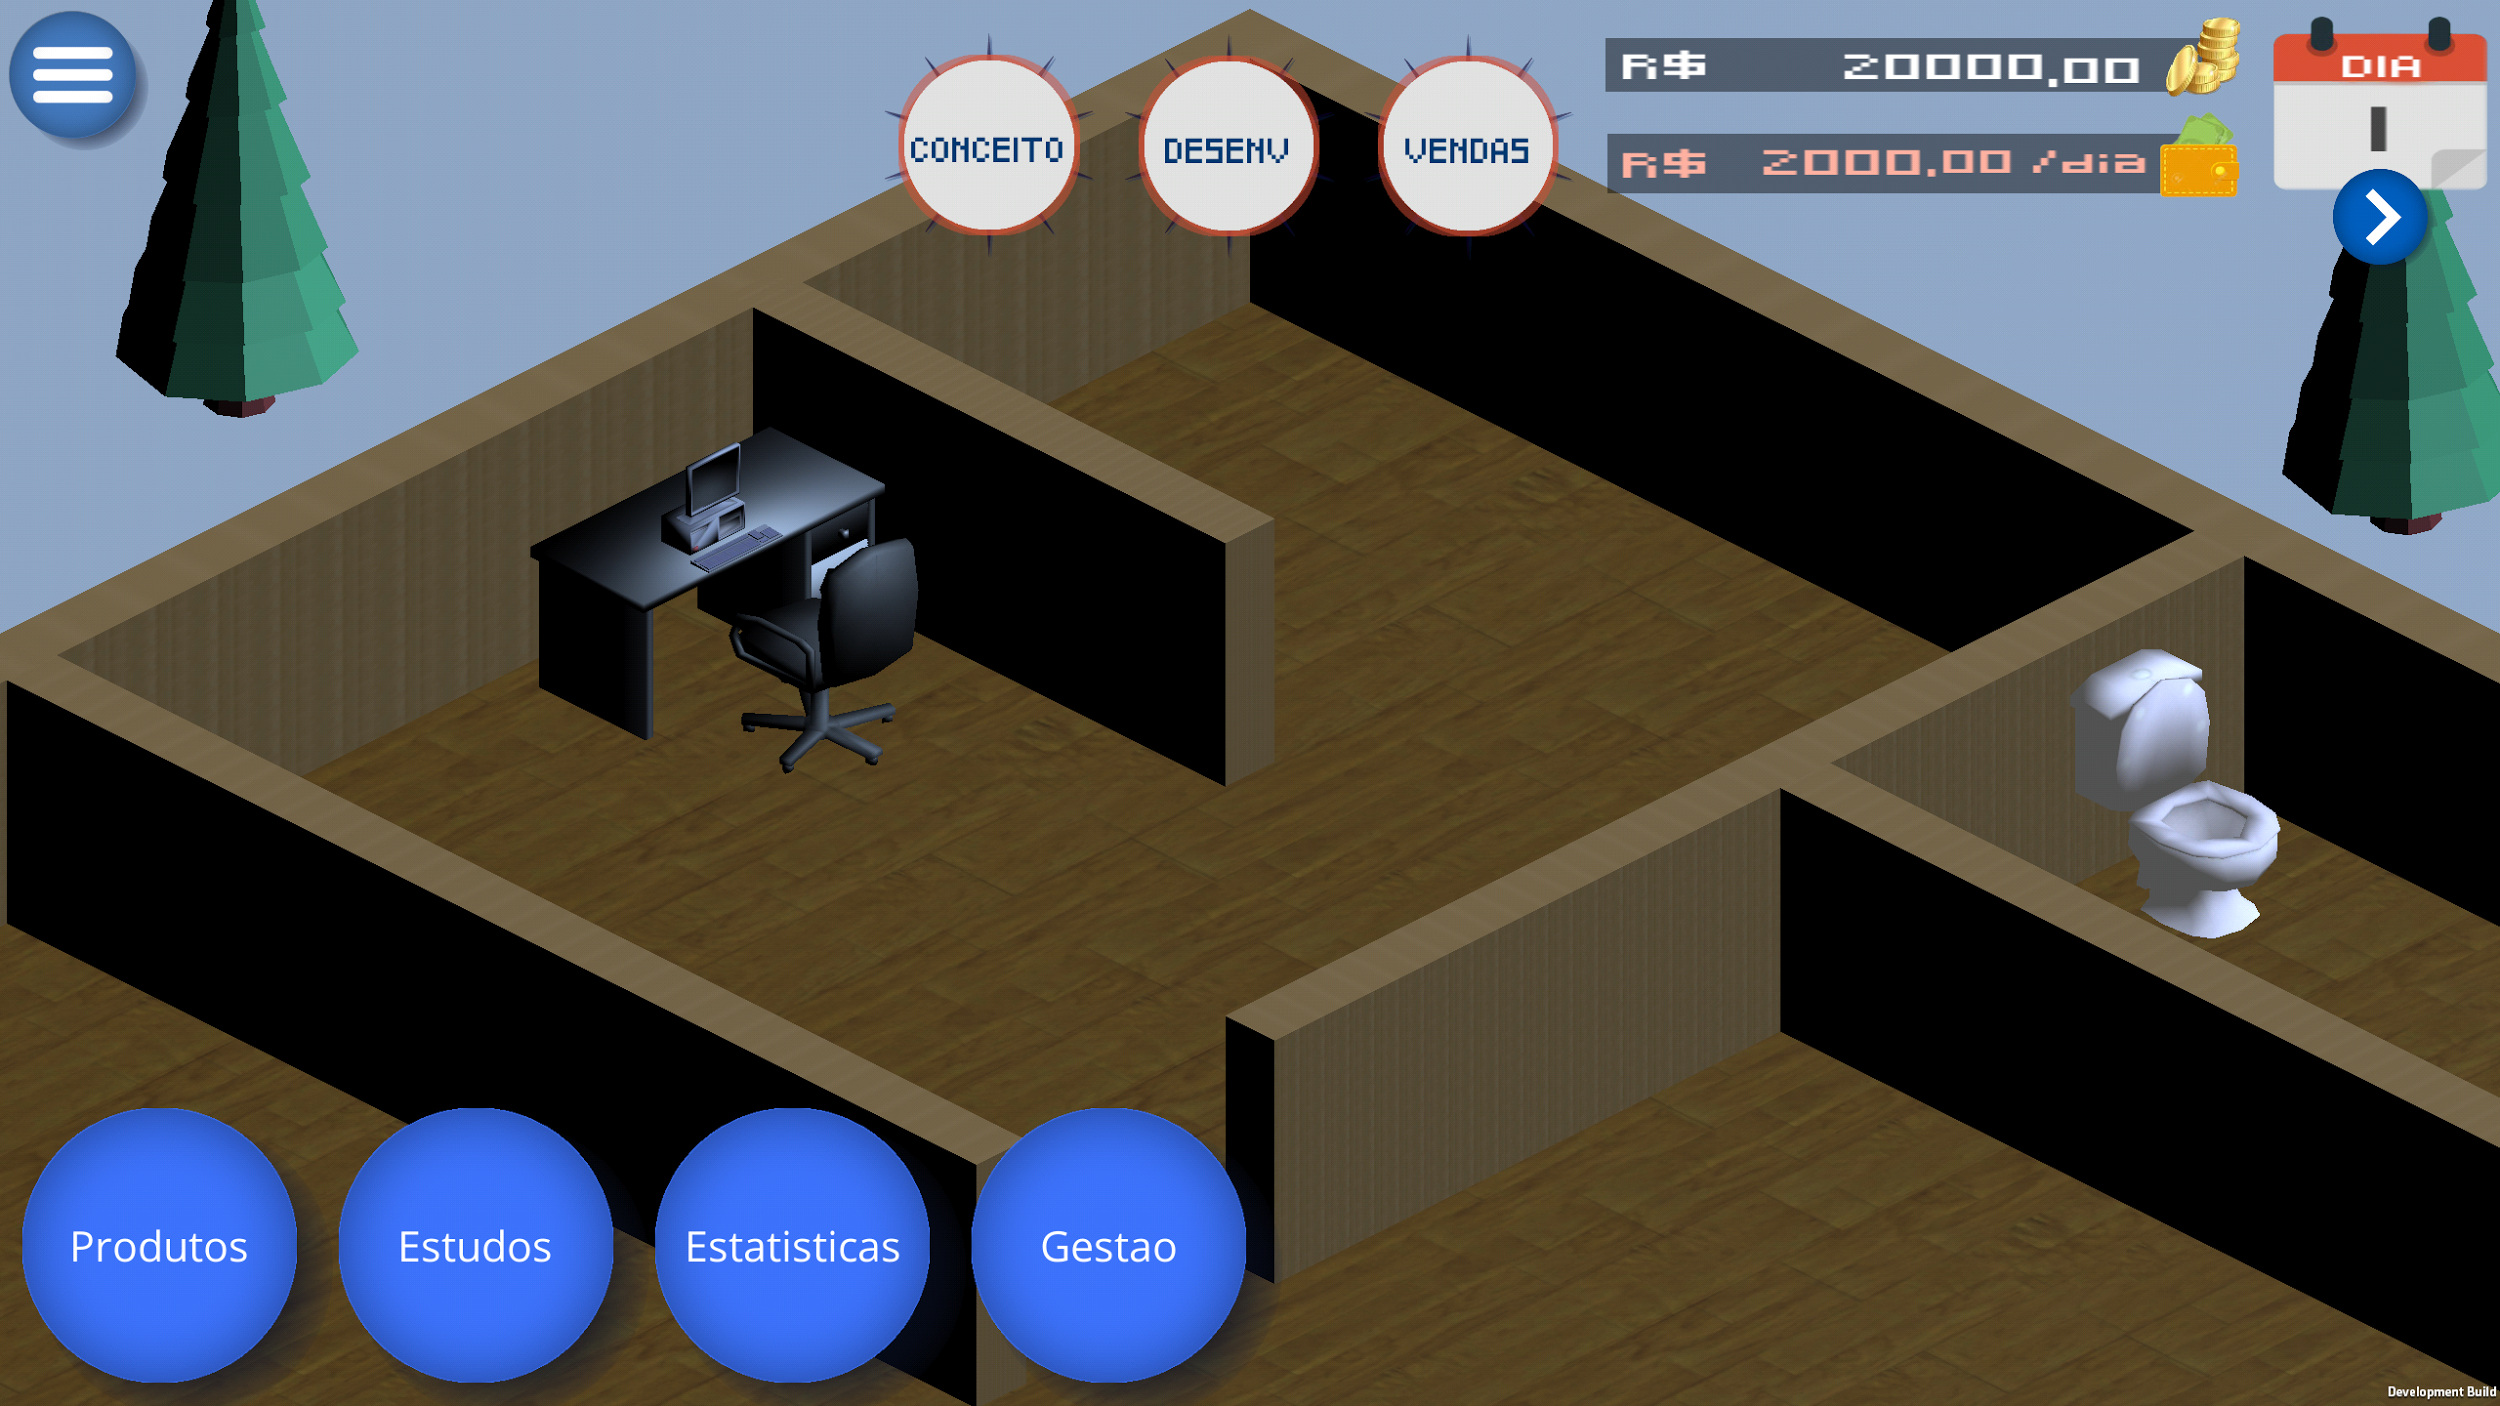 CONCEITO
DESENV
VENDAS
R$ 20000.00
R$ 2000.00 /dia
DIA
1
Produtos
Estudos
Estatisticas
Gestao
Development Build